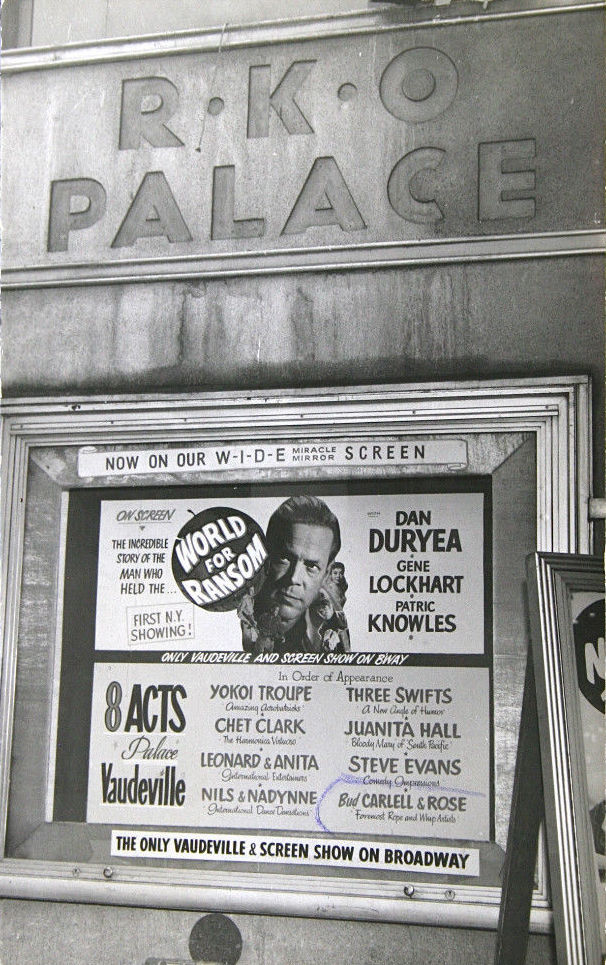 R·K·O
PALACE
NOW ON OUR W-I-D-E MIRACLE MIRROR SCREEN
ON SCREEN
THE INCREDIBLE
STORY OF THE
MAN WHO
HELD THE...
FIRST N.Y.
SHOWING!
WORLD
FOR
RANSOM
WITH
DAN
DURYEA
GENE
LOCKHART
PATRIC
KNOWLES
ONLY VAUDEVILLE AND SCREEN SHOW ON B'WAY
8 ACTS
Palace
Vaudeville
In Order of Appearance
YOKOI TROUPE
"Amazing Acrobatricks"
CHET CLARK
The Harmonica Virtuoso
LEONARD & ANITA
International Entertainers
NILS & NADYNNE
International Dance Sensations
THREE SWIFTS
"A New Angle of Humor"
JUANITA HALL
Bloody Mary of "South Pacific"
STEVE EVANS
Comedy Impressions
Bud CARLELL & ROSE
"Foremost Rope and Whip Artists"
THE ONLY VAUDEVILLE & SCREEN SHOW ON BROADWAY
N